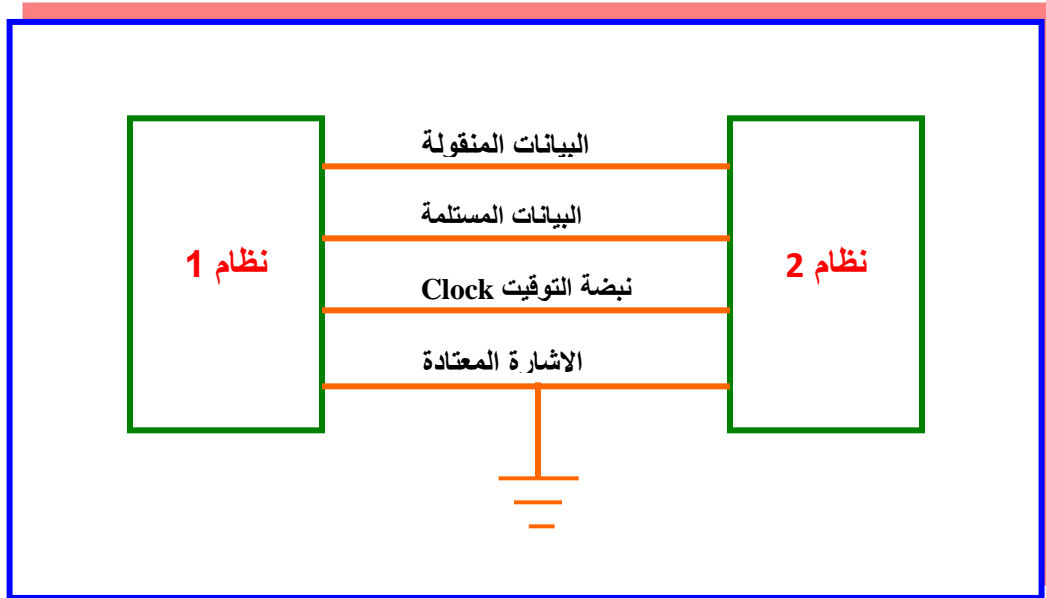 البيانات المنقولة
البيانات المستلمة
نظام 1
نظام 2
نبضة التوقيت Clock
الاشارة المعتادة